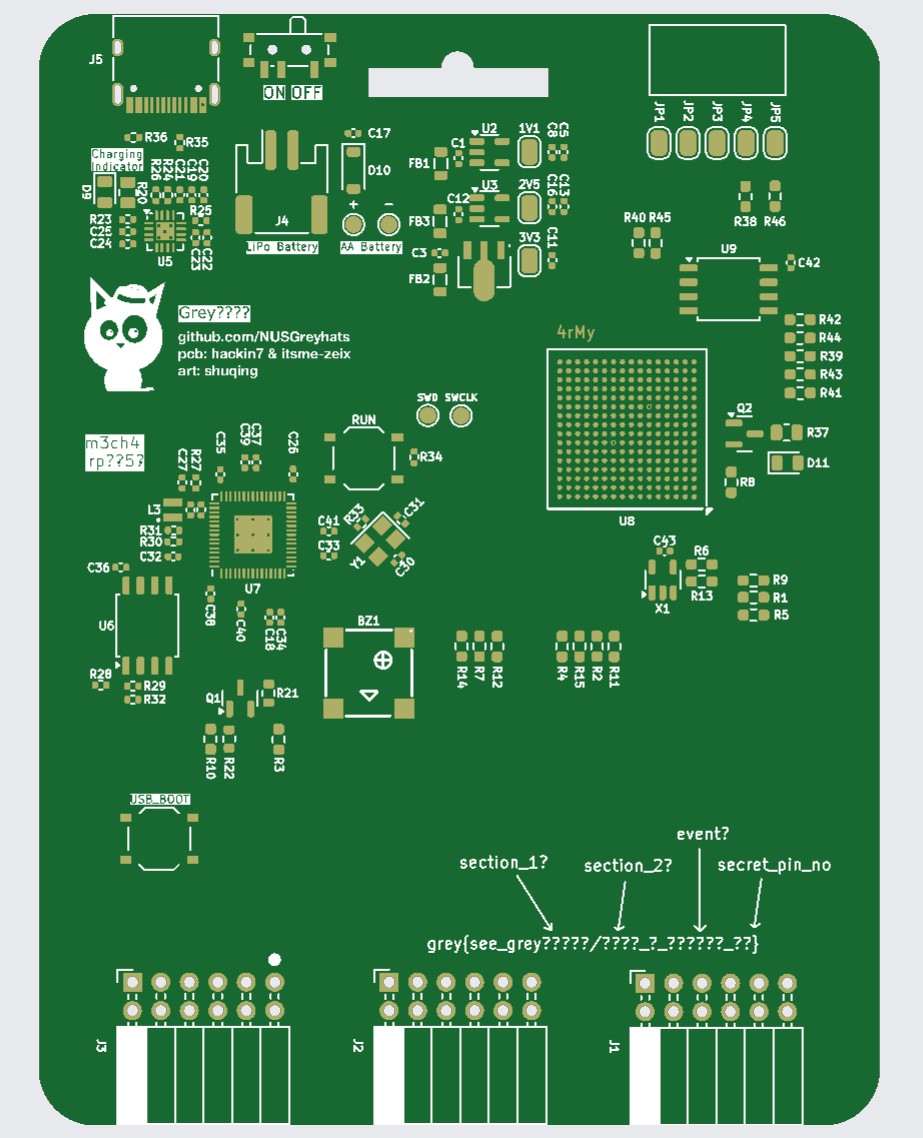 J5
ON OFF
JP1
JP2
JP3
JP4
JP5
R36
R35
Charging
Indicator
C17
D10
C1
U2
1V1
C8
C5
FB1
R26
R24
C21
C19
C20
D9
R20
C12
U3
2V5
C16
C13
FB3
R38
R46
R23
C25
C24
R25
U5
C23
C22
J4
+
-
LiPo Battery
AA Battery
C3
FB2
3V3
C11
R40
R45
U9
C42
Grey????
github.com/NUSGreyhats
pcb: hackin7 & itsme-zeix
art: shuqing
4rMy
R42
R44
R39
R43
R41
SWD
SWCLK
RUN
Q2
R37
m3ch4
rp??5?
C27
R27
C35
C39
C37
C26
R34
D11
R8
L3
R31
R30
C32
C41
C33
R33
C31
Y1
C30
U8
C36
U7
C43
R6
R13
X1
R9
R1
R5
U6
C38
C40
C18
C34
BZ1
R28
R29
R32
Q1
R21
R14
R7
R12
R4
R15
R2
R11
R10
R22
R3
USB_BOOT
event?
section_1?
section_2?
secret_pin_no
grey{see_grey?????/????_?_??????_??}
J3
J2
J1